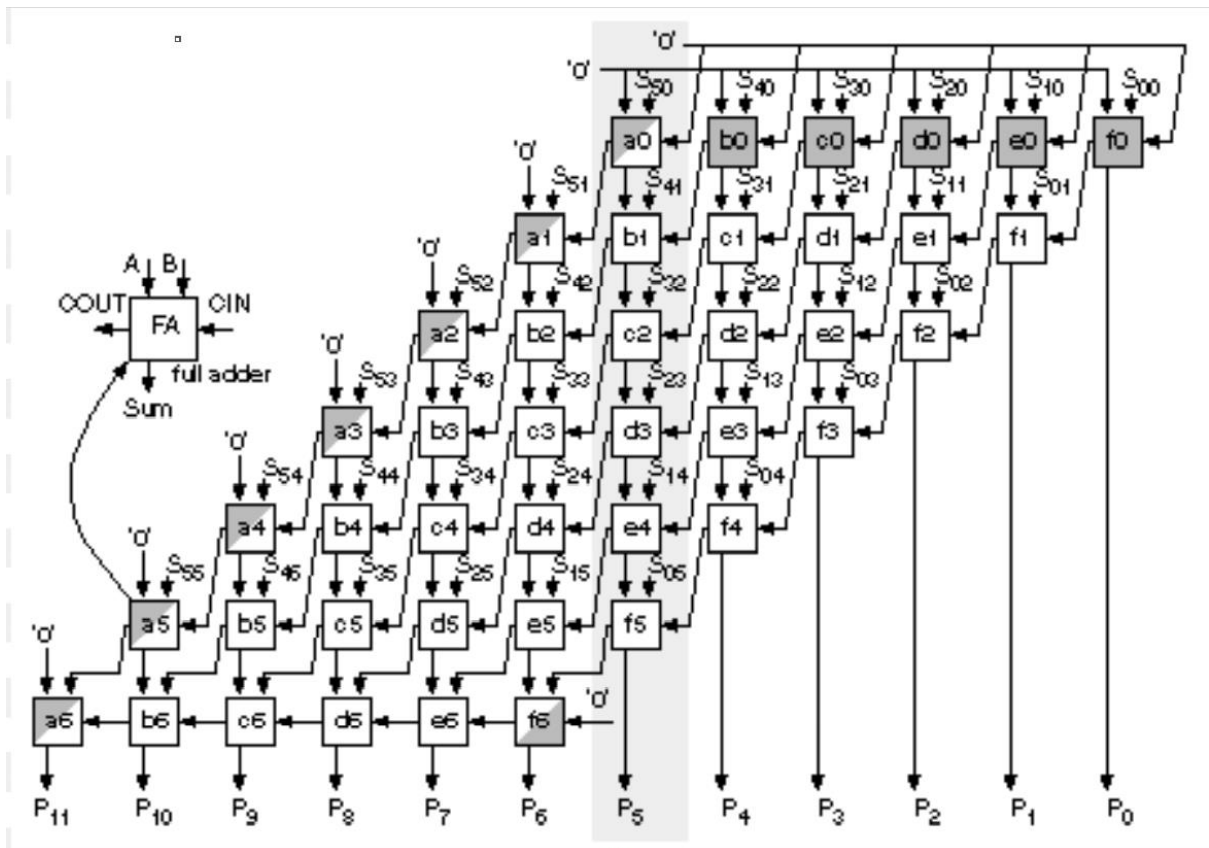 '0'
'0'
S50 S40 S30 S20 S10 S00
a0 b0 c0 d0 e0 f0
'0'
S51 S41 S31 S21 S11 S01
a1 b1 c1 d1 e1 f1
'0'
A B
S52 S42 S32 S22 S12 S02
COUT FA CIN
a2 b2 c2 d2 e2 f2
'0'
full adder
S53 S43 S33 S23 S13 S03
Sum
a3 b3 c3 d3 e3 f3
'0'
S54 S44 S34 S24 S14 S04
a4 b4 c4 d4 e4 f4
'0'
S55 S45 S35 S25 S15 S05
a5 b5 c5 d5 e5 f5
'0'
'0'
a6 b6 c6 d6 e6 f6
P11 P10 P9 P8 P7 P6 P5 P4 P3 P2 P1 P0